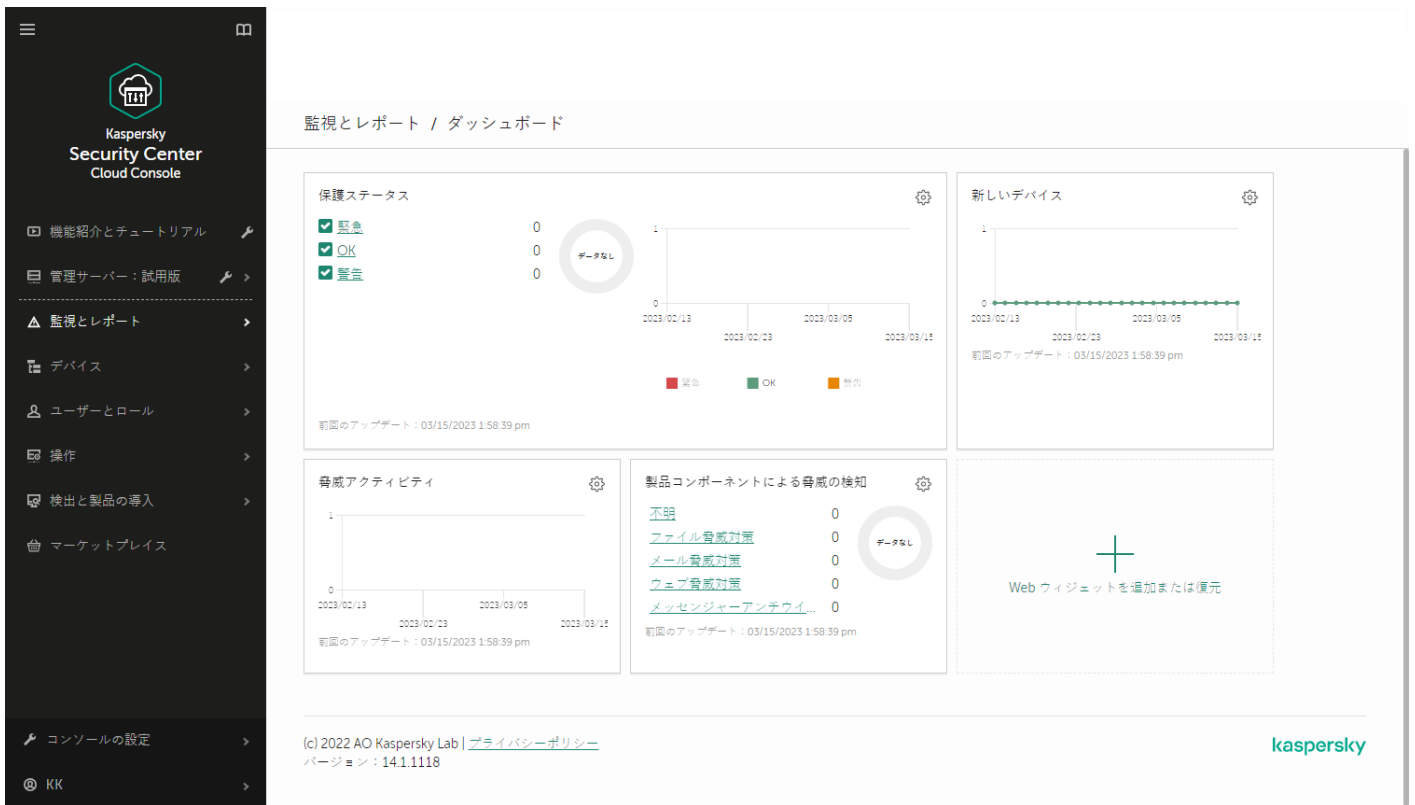 Kaspersky
Security Center
Cloud Console
機能紹介とチュートリアル
管理サーバー：試用版
監視とレポート
デバイス
ユーザーとロール
操作
検出と製品の導入
マーケットプレイス
コンソールの設定
KK
監視とレポート / ダッシュボード
保護ステータス
緊急 0
OK 0
警告 0
データなし
1
0
2023/02/13
2023/02/23
2023/03/05
2023/03/15
緊急 OK 警告
前回のアップデート：03/15/2023 1:58:39 pm
新しいデバイス
1
0
2023/02/13
2023/02/23
2023/03/05
2023/03/15
前回のアップデート：03/15/2023 1:58:39 pm
脅威アクティビティ
1
0
2023/02/13
2023/02/23
2023/03/05
2023/03/15
前回のアップデート：03/15/2023 1:58:39 pm
製品コンポーネントによる脅威の検知
不明 0
ファイル脅威対策 0
メール脅威対策 0
ウェブ脅威対策 0
メッセンジャーアンチウイ... 0
データなし
前回のアップデート：03/15/2023 1:58:39 pm
Web ウィジェットを追加または復元
(c) 2022 AO Kaspersky Lab | プライバシーポリシー
バージョン：14.1.1118
kaspersky